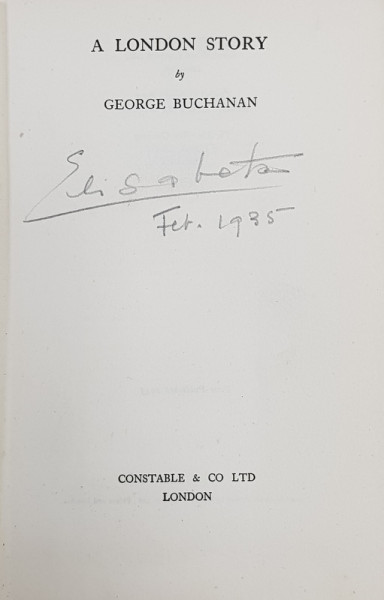 A LONDON STORY
by
GEORGE BUCHANAN
Feb. 1935
CONSTABLE & CO LTD
LONDON